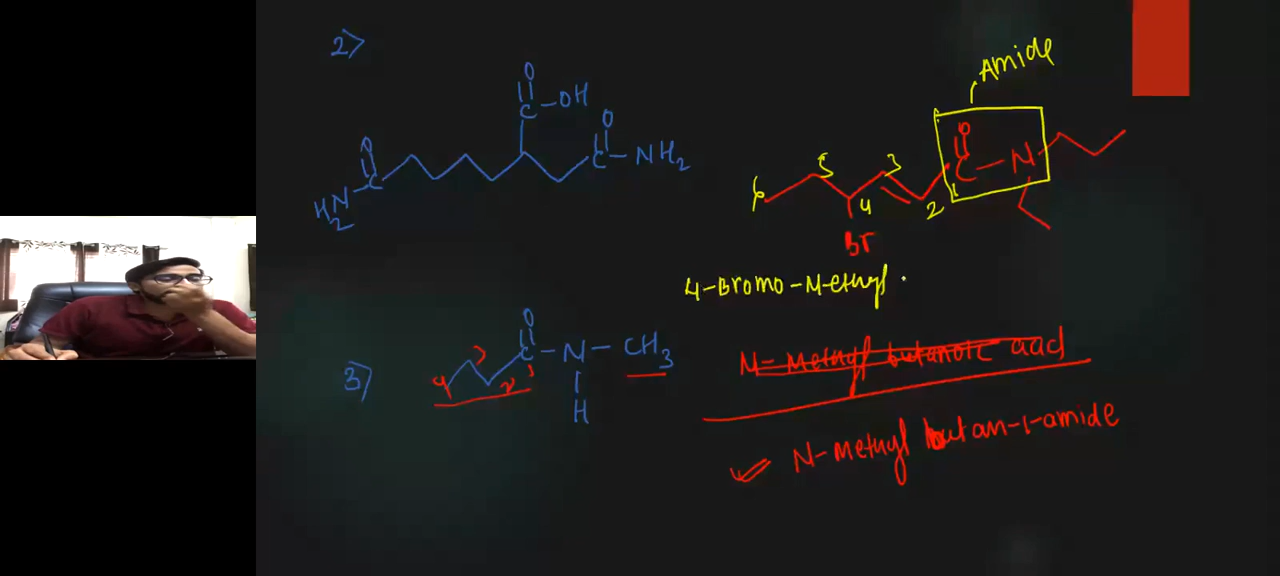 2>
O
C-OH
O
C-NH2
O
C
H2N
Amide
O
C-N
6 5 4 3 2 1
Br
4-Bromo-N-ethyl
3>
O
C-N-CH3
H
4 3 2 1
N-Methyl butanoic acid
N-Methyl butan-1-amide